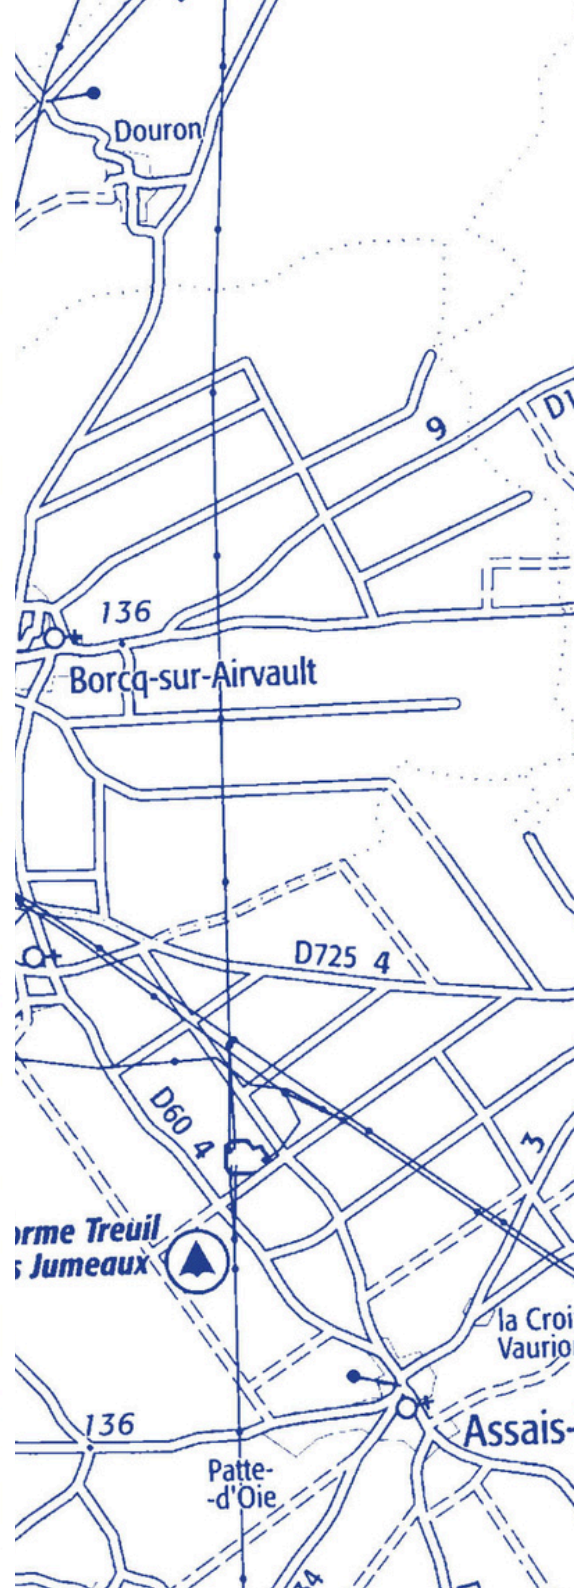 Douron
9
136
Borcq-sur-Airvault
D725 4
D60 4
3
orme Treuil
s Jumeaux
la Croi
Vaurio
136
Assais-
Patte-
-d'Oie